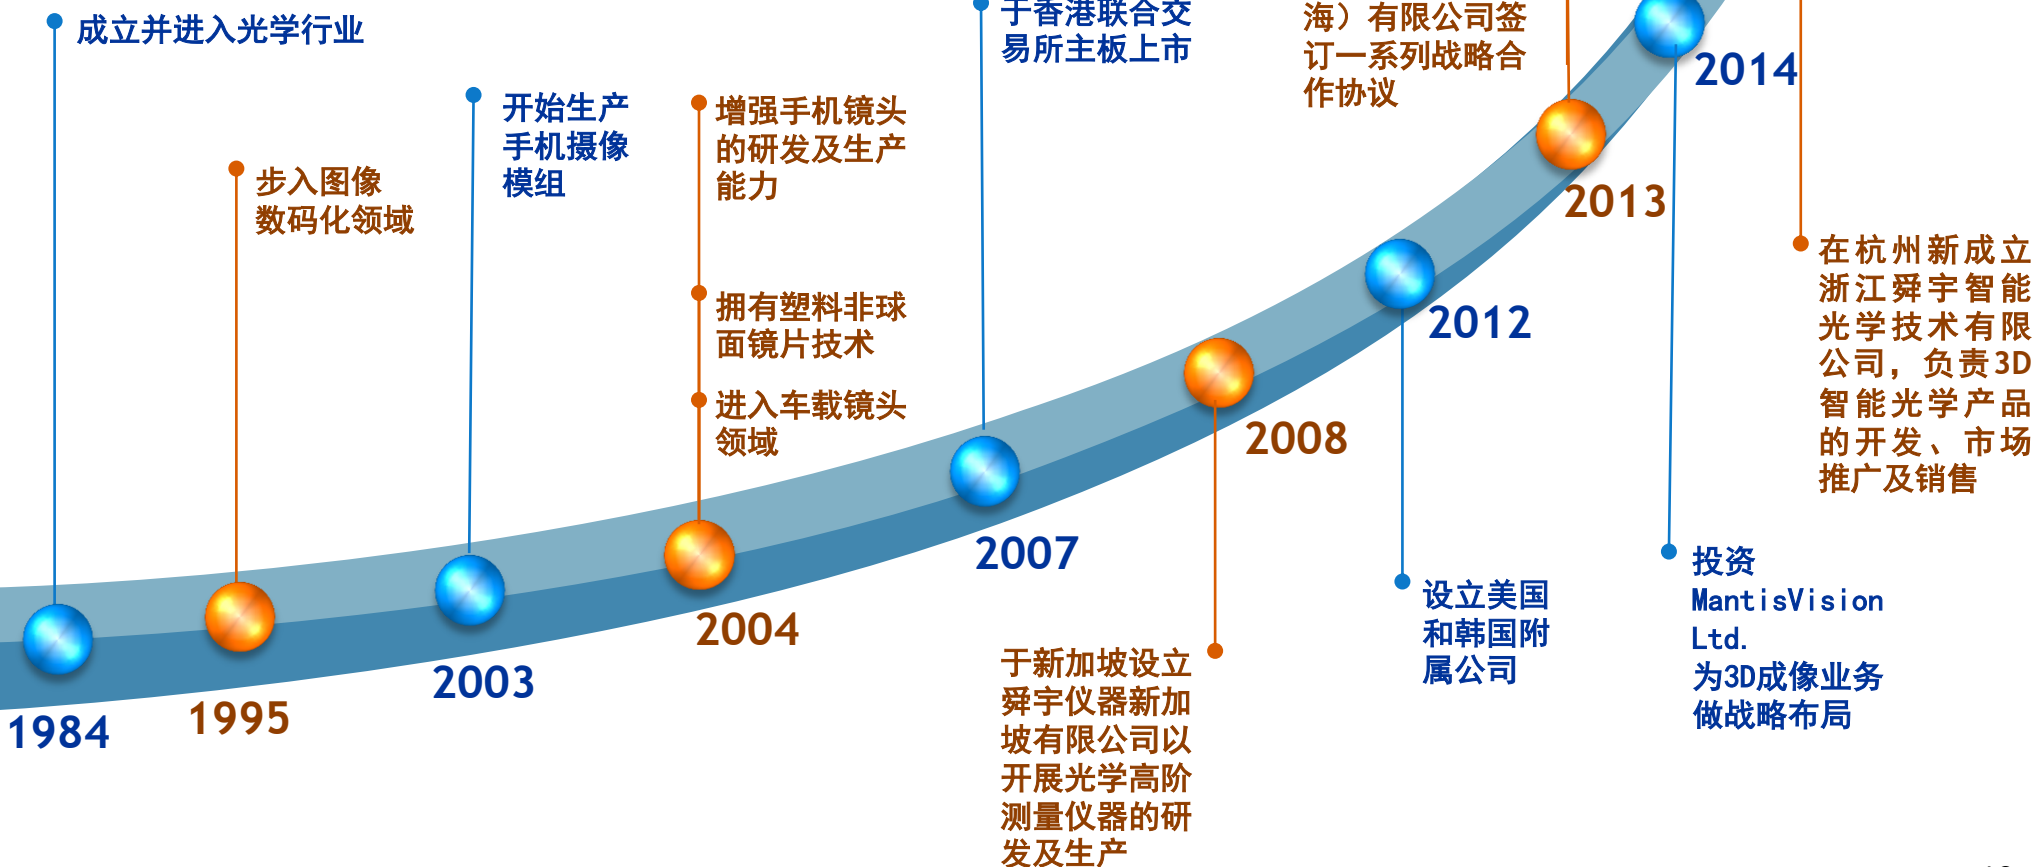 成立并进入光学行业
1984
步入图像
数码化领域
1995
开始生产
手机摄像
模组
2003
增强手机镜头
的研发及生产
能力
拥有塑料非球
面镜片技术
进入车载镜头
领域
2004
于香港联合交
易所主板上市
2007
于新加坡设立
舜宇仪器新加
坡有限公司以
开展光学高阶
测量仪器的研
发及生产
2008
设立美国
和韩国附
属公司
2012
海）有限公司签
订一系列战略合
作协议
2013
投资
MantisVision
Ltd.
为3D成像业务
做战略布局
2014
在杭州新成立
浙江舜宇智能
光学技术有限
公司，负责3D
智能光学产品
的开发、市场
推广及销售